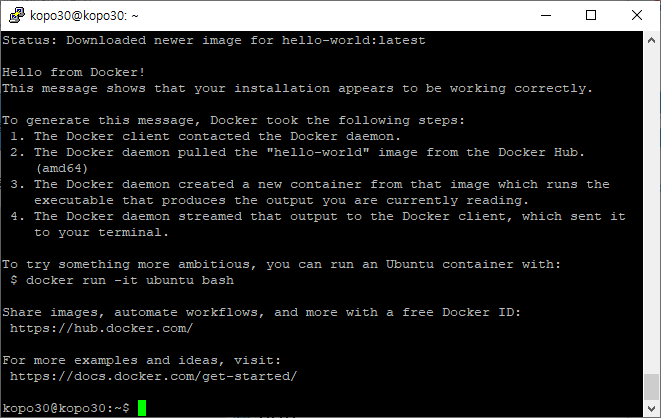 kopo30@kopo30: ~
Status: Downloaded newer image for hello-world:latest
Hello from Docker!
This message shows that your installation appears to be working correctly.
To generate this message, Docker took the following steps:
1. The Docker client contacted the Docker daemon.
2. The Docker daemon pulled the "hello-world" image from the Docker Hub.
(amd64)
3. The Docker daemon created a new container from that image which runs the
executable that produces the output you are currently reading.
4. The Docker daemon streamed that output to the Docker client, which sent it
to your terminal.
To try something more ambitious, you can run an Ubuntu container with:
$ docker run -it ubuntu bash
Share images, automate workflows, and more with a free Docker ID:
https://hub.docker.com/
For more examples and ideas, visit:
https://docs.docker.com/get-started/
kopo30@kopo30:~$